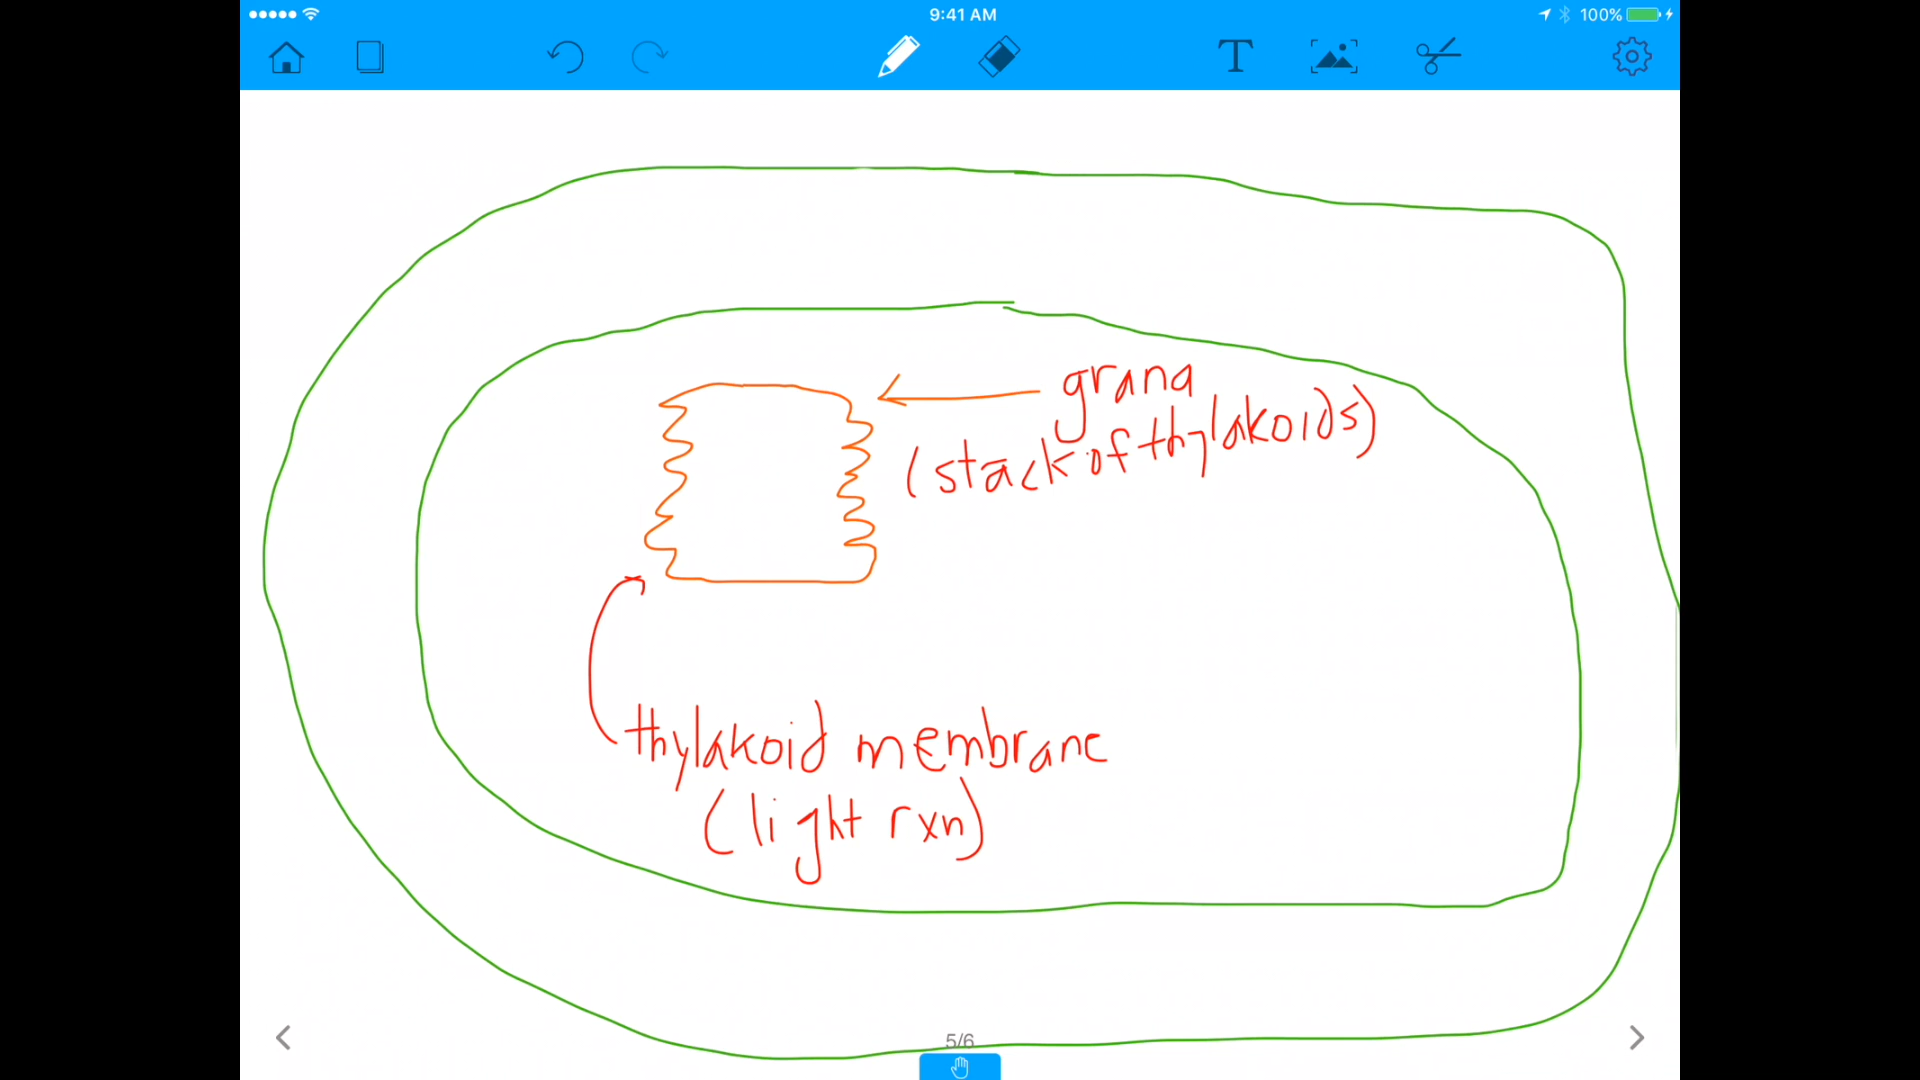 9:41 AM
100%
T
grana
(stack of thylakoids)
thylakoid membrane
(light rxn)
5/6